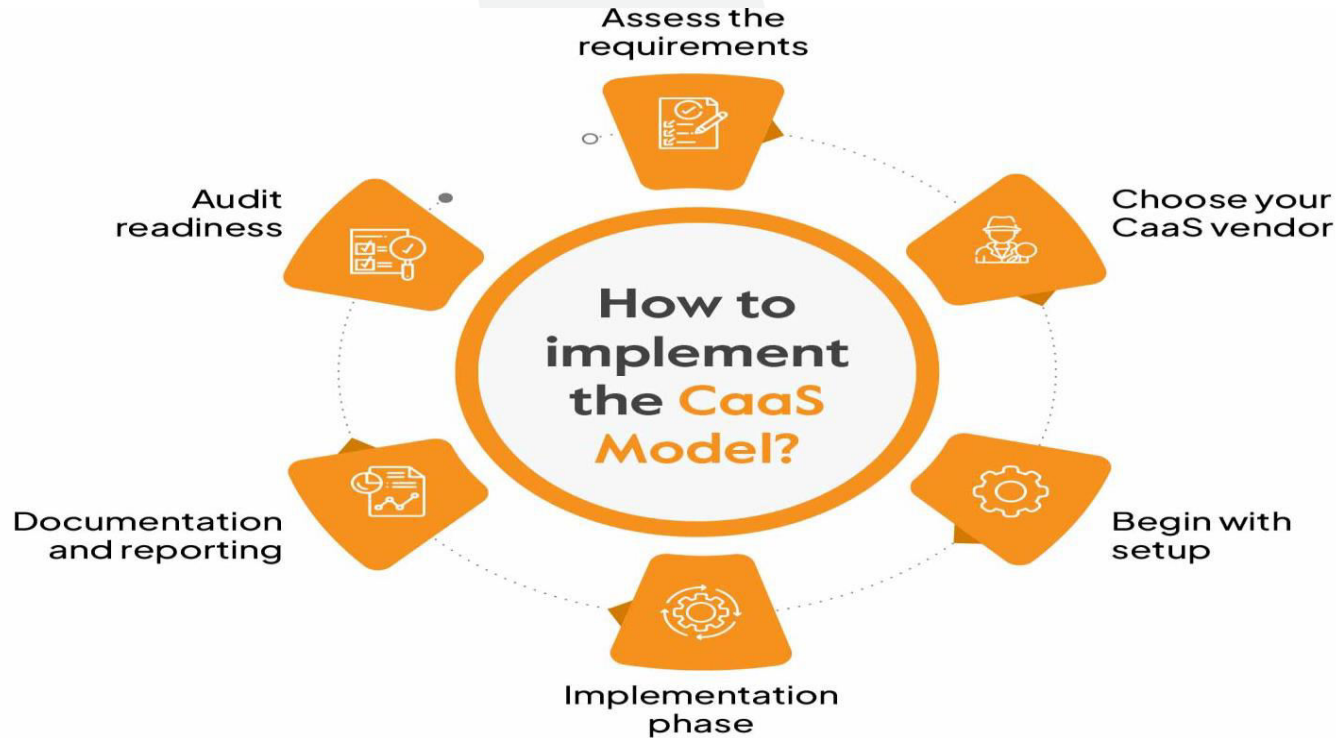 Assess the
requirements
Choose your
CaaS vendor
Begin with
setup
Implementation
phase
Documentation
and reporting
Audit
readiness
How to
implement
the CaaS
Model?